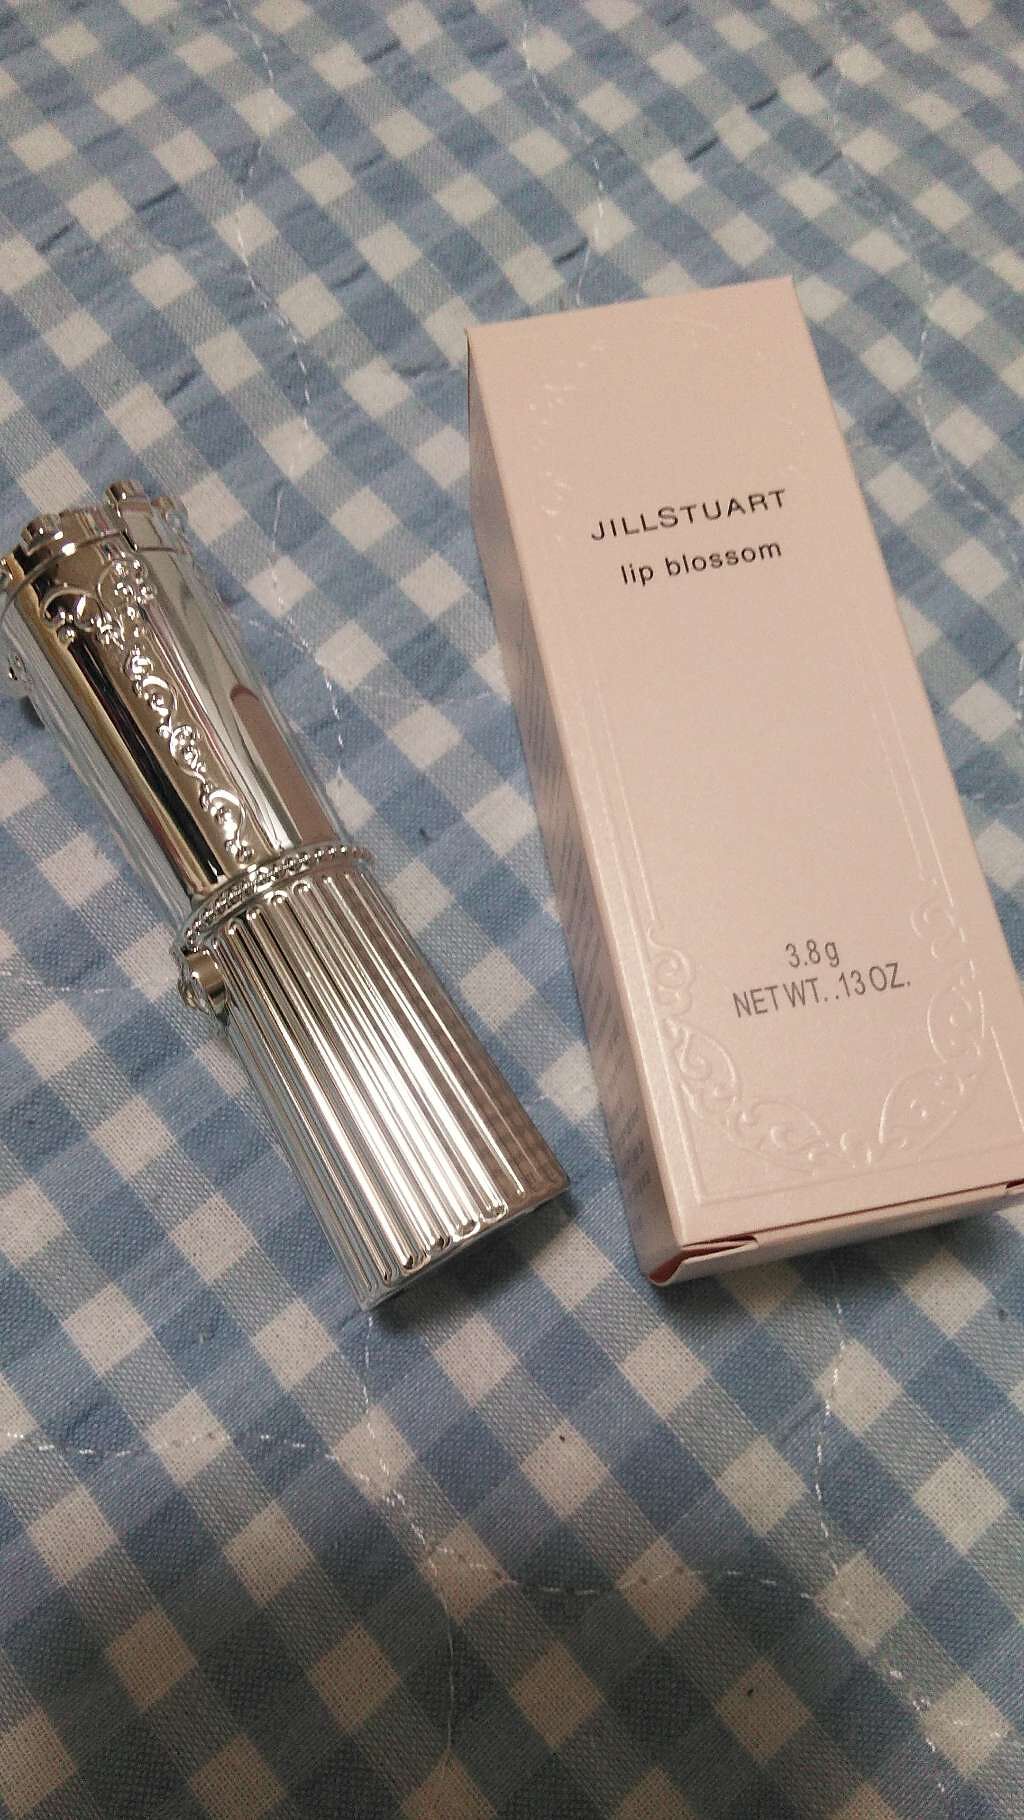 JILLSTUART
lip blossom
3.8g
NET WT. .13 OZ.